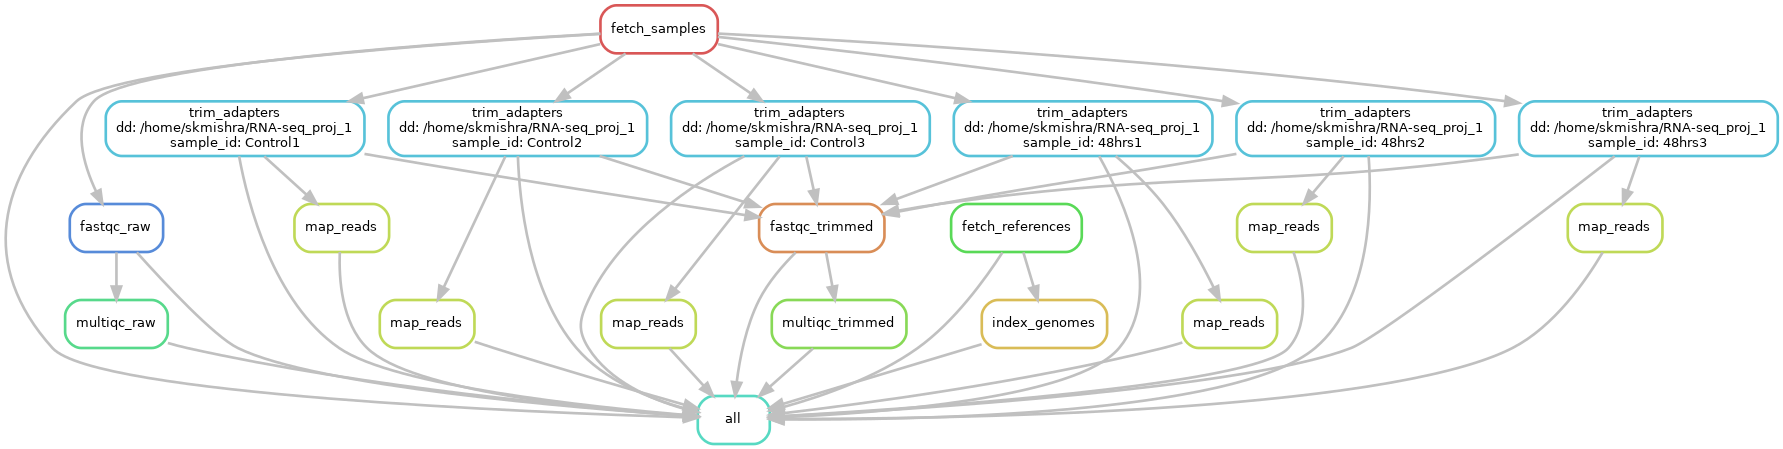 fetch_samples
trim_adapters
dd: /home/skmishra/RNA-seq_proj_1
sample_id: Control1
trim_adapters
dd: /home/skmishra/RNA-seq_proj_1
sample_id: Control2
trim_adapters
dd: /home/skmishra/RNA-seq_proj_1
sample_id: Control3
trim_adapters
dd: /home/skmishra/RNA-seq_proj_1
sample_id: 48hrs1
trim_adapters
dd: /home/skmishra/RNA-seq_proj_1
sample_id: 48hrs2
trim_adapters
dd: /home/skmishra/RNA-seq_proj_1
sample_id: 48hrs3
fastqc_raw
map_reads
fastqc_trimmed
fetch_references
map_reads
map_reads
multiqc_raw
map_reads
map_reads
multiqc_trimmed
index_genomes
map_reads
all